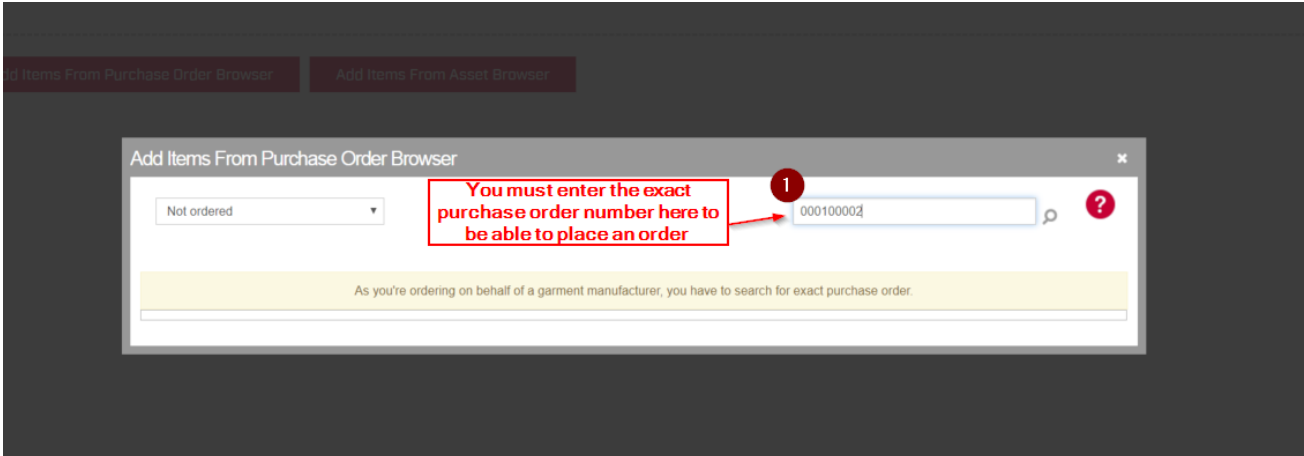 dd Items From Purchase Order Browser
Add Items From Asset Browser
Add Items From Purchase Order Browser
×
Not ordered
You must enter the exact
purchase order number here to
be able to place an order
1
000100002
?
As you're ordering on behalf of a garment manufacturer, you have to search for exact purchase order.